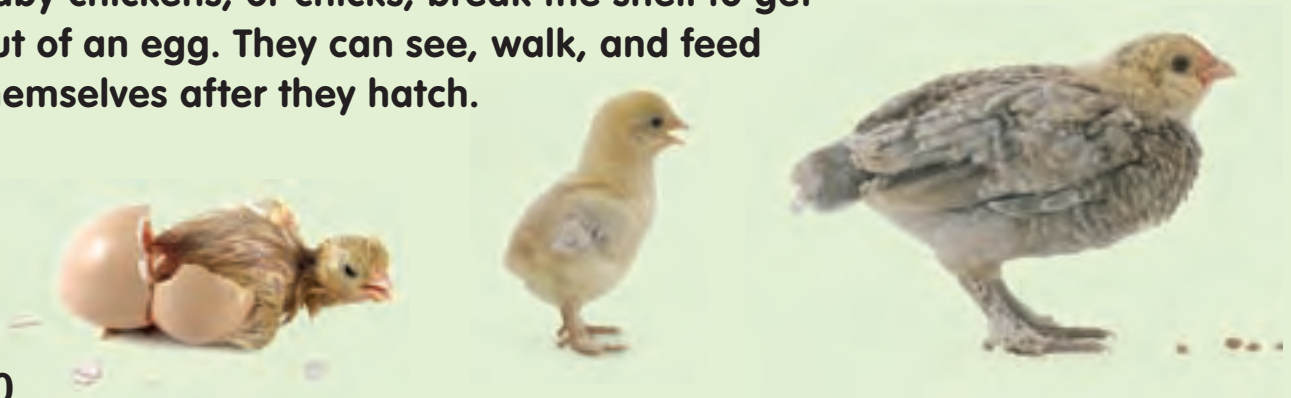 aby chickens, or chicks, break the shell to get
ut of an egg. They can see, walk, and feed
hemselves after they hatch.
0